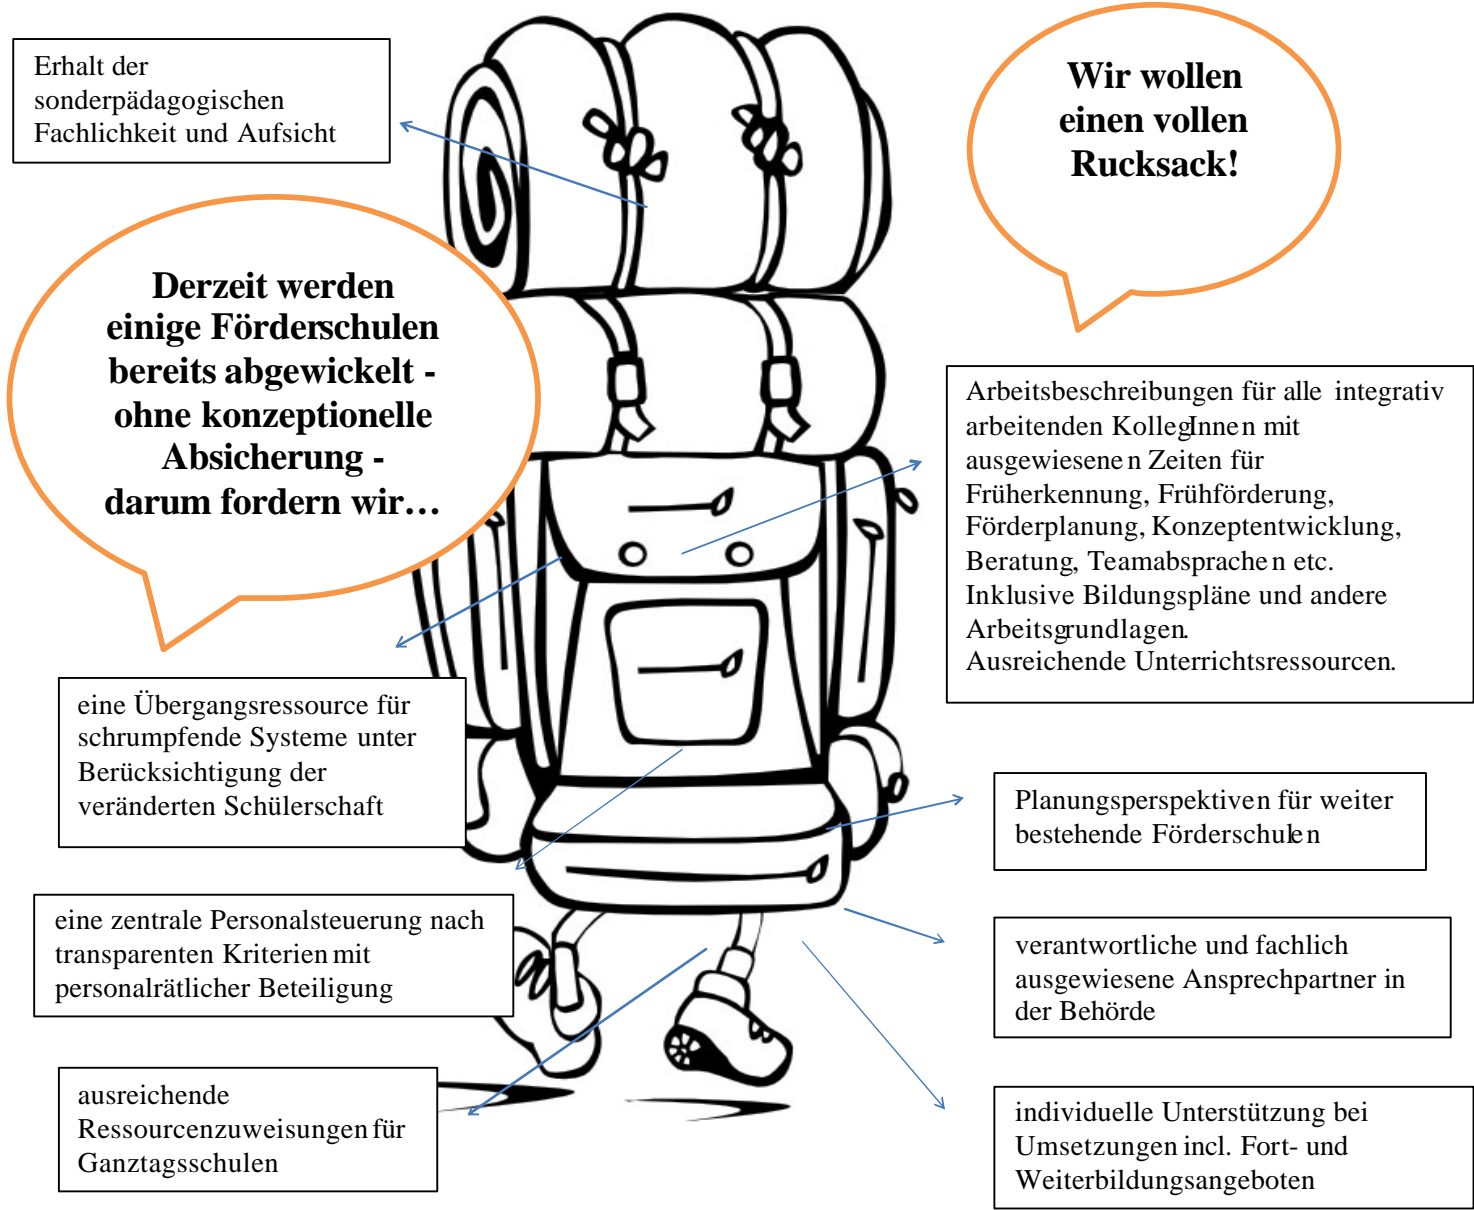 Erhalt der
sonderpädagogischen
Fachlichkeit und Aufsicht
Wir wollen
einen vollen
Rucksack!
Derzeit werden
einige Förderschulen
bereits abgewickelt -
ohne konzeptionelle
Absicherung -
darum fordern wir…
Arbeitsbeschreibungen für alle integrativ
arbeitenden KollegInnen mit
ausgewiesenen Zeiten für
Früherkennung, Frühförderung,
Förderplanung, Konzeptentwicklung,
Beratung, Teamabsprachen etc.
Inklusive Bildungspläne und andere
Arbeitsgrundlagen.
Ausreichende Unterrichtsressourcen.
eine Übergangsressource für
schrumpfende Systeme unter
Berücksichtigung der
veränderten Schülerschaft
Planungsperspektiven für weiter
bestehende Förderschulen
eine zentrale Personalsteuerung nach
transparenten Kriterien mit
personalrätlicher Beteiligung
verantwortliche und fachlich
ausgewiesene Ansprechpartner in
der Behörde
ausreichende
Ressourcenzuweisungen für
Ganztagsschulen
individuelle Unterstützung bei
Umsetzungen incl. Fort- und
Weiterbildungsangeboten